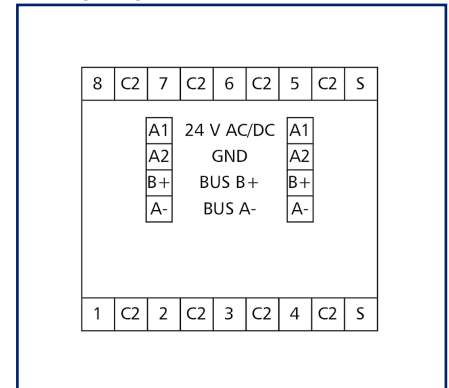 8 C2 7 C2 6 C2 5 C2 S
A1 24 V AC/DC A1
A2 GND A2
B+ BUS B+ B+
A- BUS A- A-
1 C2 2 C2 3 C2 4 C2 S